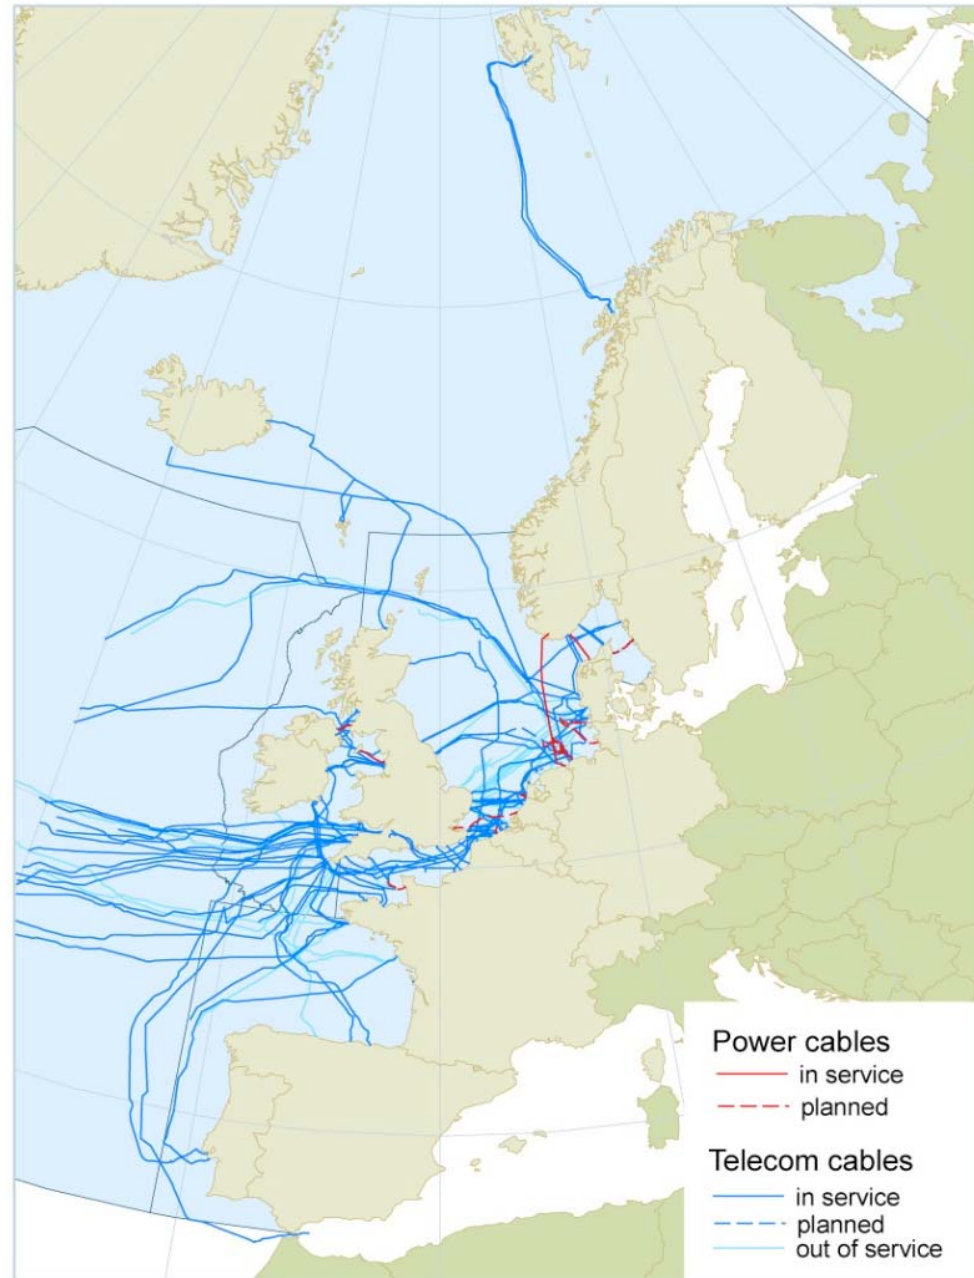 Power cables
in service
planned
Telecom cables
in service
planned
out of service